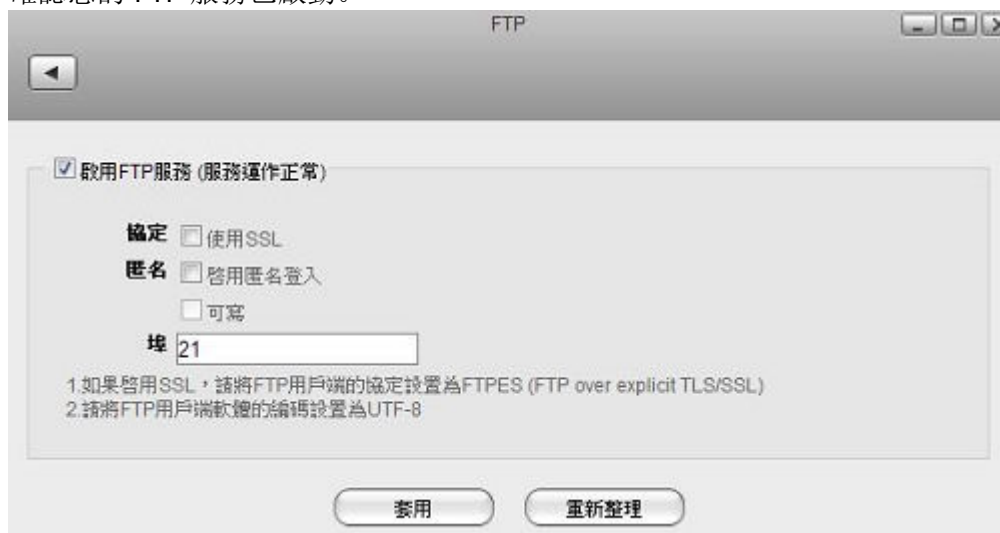 FTP
啟用FTP服務 (服務運作正常)
協定 使用SSL
匿名 啓用匿名登入
可寫
埠 21
1.如果啓用SSL，請將FTP用戶端的協定設置為FTPES (FTP over explicit TLS/SSL)
2.請將FTP用戶端軟體的編碼設置為UTF-8
套用 重新整理